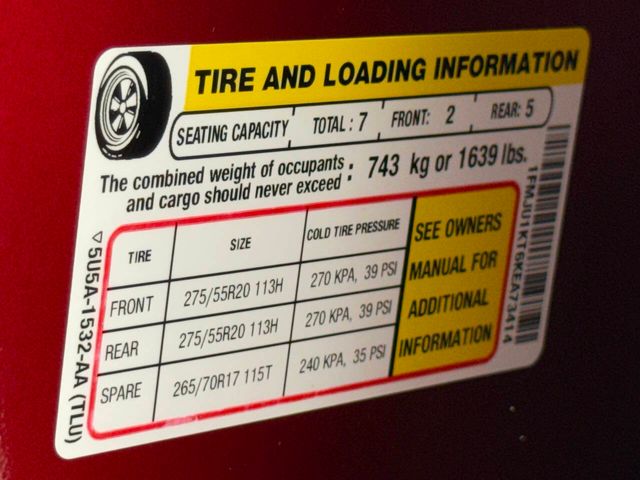 TIRE AND LOADING INFORMATION
SEATING CAPACITY TOTAL: 7 FRONT: 2 REAR: 5
The combined weight of occupants
and cargo should never exceed : 743 kg or 1639 lbs.
TIRE SIZE COLD TIRE PRESSURE
FRONT 275/55R20 113H 270 KPA, 39 PSI
REAR 275/55R20 113H 270 KPA, 39 PSI
SPARE 265/70R17 115T 240 KPA, 35 PSI
SEE OWNERS
MANUAL FOR
ADDITIONAL
INFORMATION
5U5A-1532-AA (TLU)
1FMJU1KT6KEA73414